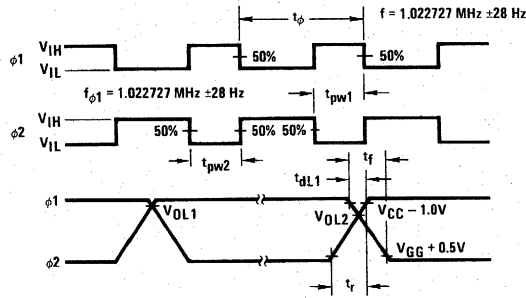 tϕ
f = 1.022727 MHz ±28 Hz
VIH
ϕ1
VIL
50%
50%
fϕ1 = 1.022727 MHz ±28 Hz
tpw1
VIH
ϕ2
VIL
50%
50% 50%
50%
tpw2
tf
tdL1
ϕ1
VOL1
VOL2
VCC − 1.0V
VGG + 0.5V
ϕ2
tr